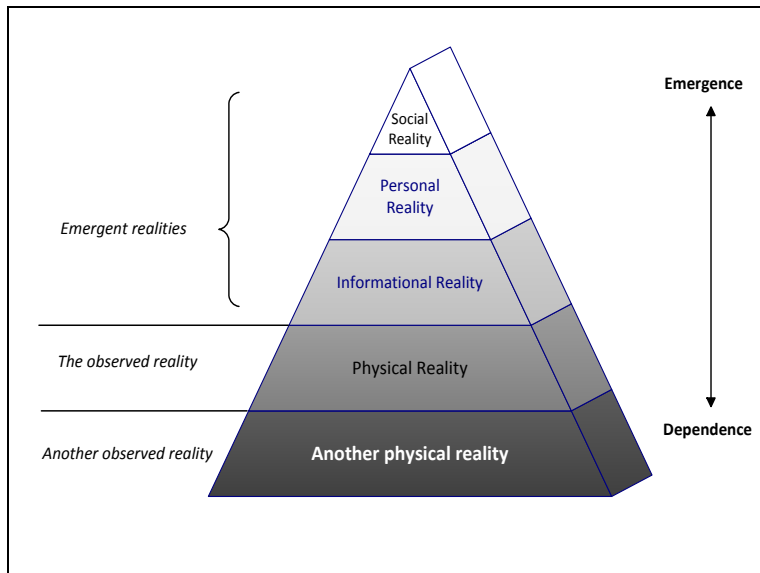 Emergence
Social
Reality
Personal
Reality
Emergent realities
Informational Reality
The observed reality
Physical Reality
Dependence
Another observed reality
Another physical reality